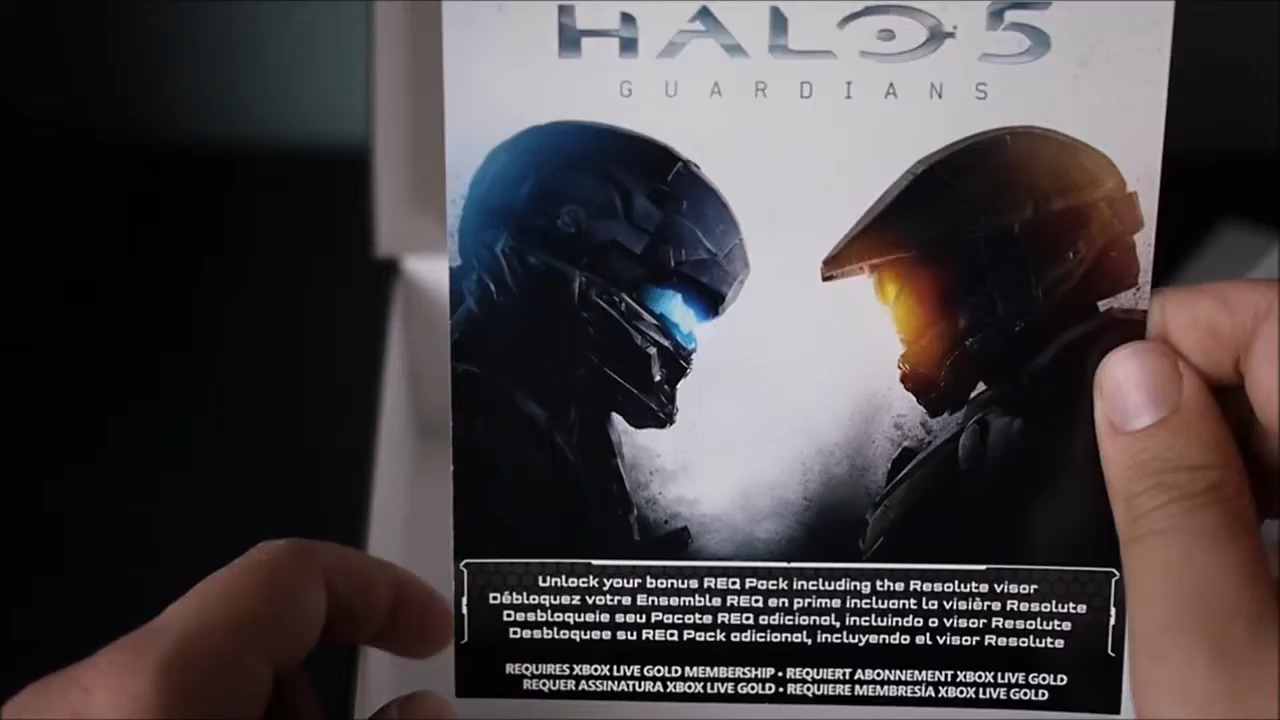 HALO 5
GUARDIANS
Unlock your bonus REQ Pack including the Resolute visor
Débloquez votre Ensemble REQ en prime incluant la visière Resolute
Desbloqueie seu Pacote REQ adicional, incluindo o visor Resolute
Desbloquee su REQ Pack adicional, incluyendo el visor Resolute
REQUIRES XBOX LIVE GOLD MEMBERSHIP • REQUIERT ABONNEMENT XBOX LIVE GOLD
REQUER ASSINATURA XBOX LIVE GOLD • REQUIERE MEMBRESÍA XBOX LIVE GOLD